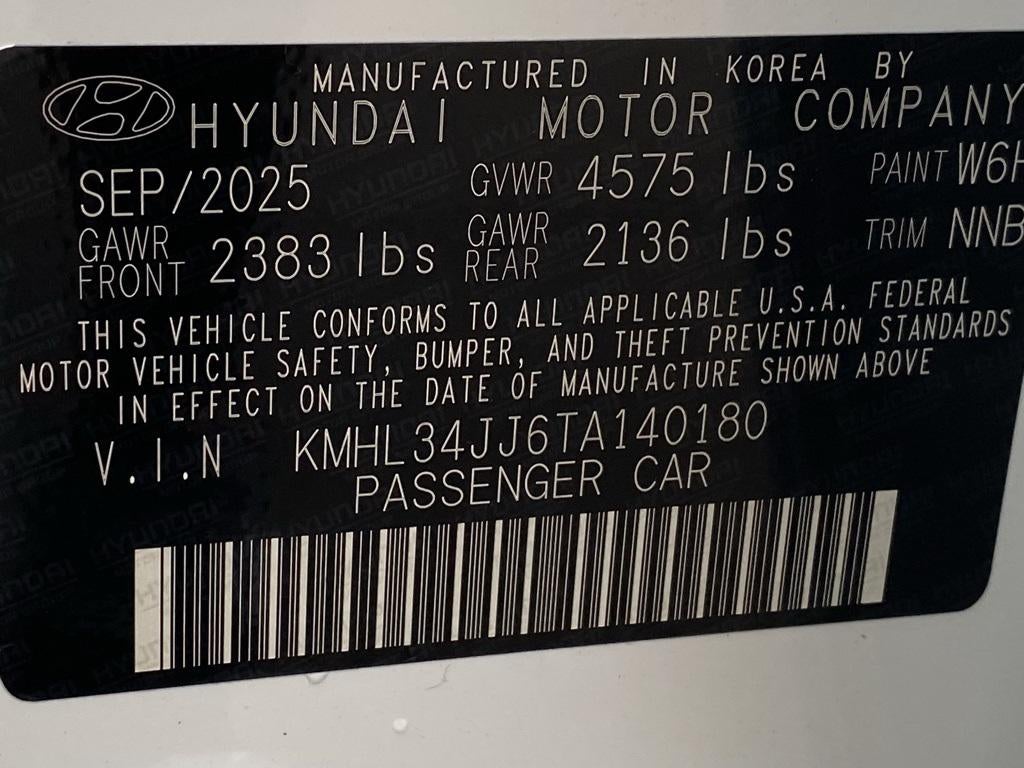 MANUFACTURED IN KOREA BY
HYUNDAI MOTOR COMPANY
SEP/2025 GVWR 4575 lbs PAINT W6H
GAWR FRONT 2383 lbs GAWR REAR 2136 lbs TRIM NNB
THIS VEHICLE CONFORMS TO ALL APPLICABLE U.S.A. FEDERAL
MOTOR VEHICLE SAFETY, BUMPER, AND THEFT PREVENTION STANDARDS
IN EFFECT ON THE DATE OF MANUFACTURE SHOWN ABOVE
V.I.N KMHL34JJ6TA140180
PASSENGER CAR